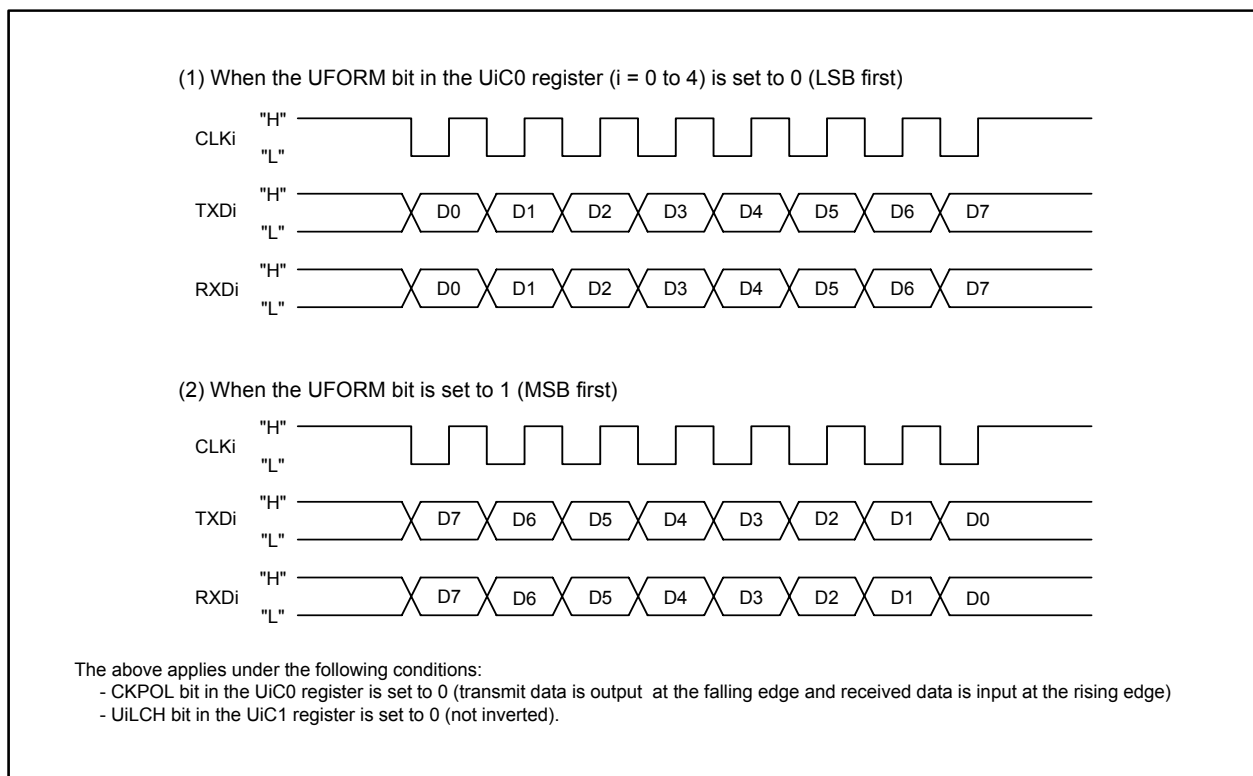 (1) When the UFORM bit in the UiC0 register (i = 0 to 4) is set to 0 (LSB first)
"H"
CLKi
"L"
"H"
TXDi D0 D1 D2 D3 D4 D5 D6 D7
"L"
"H"
RXDi D0 D1 D2 D3 D4 D5 D6 D7
"L"
(2) When the UFORM bit is set to 1 (MSB first)
"H"
CLKi
"L"
"H"
TXDi D7 D6 D5 D4 D3 D2 D1 D0
"L"
"H"
RXDi D7 D6 D5 D4 D3 D2 D1 D0
"L"
The above applies under the following conditions:
- CKPOL bit in the UiC0 register is set to 0 (transmit data is output at the falling edge and received data is input at the rising edge)
- UiLCH bit in the UiC1 register is set to 0 (not inverted).